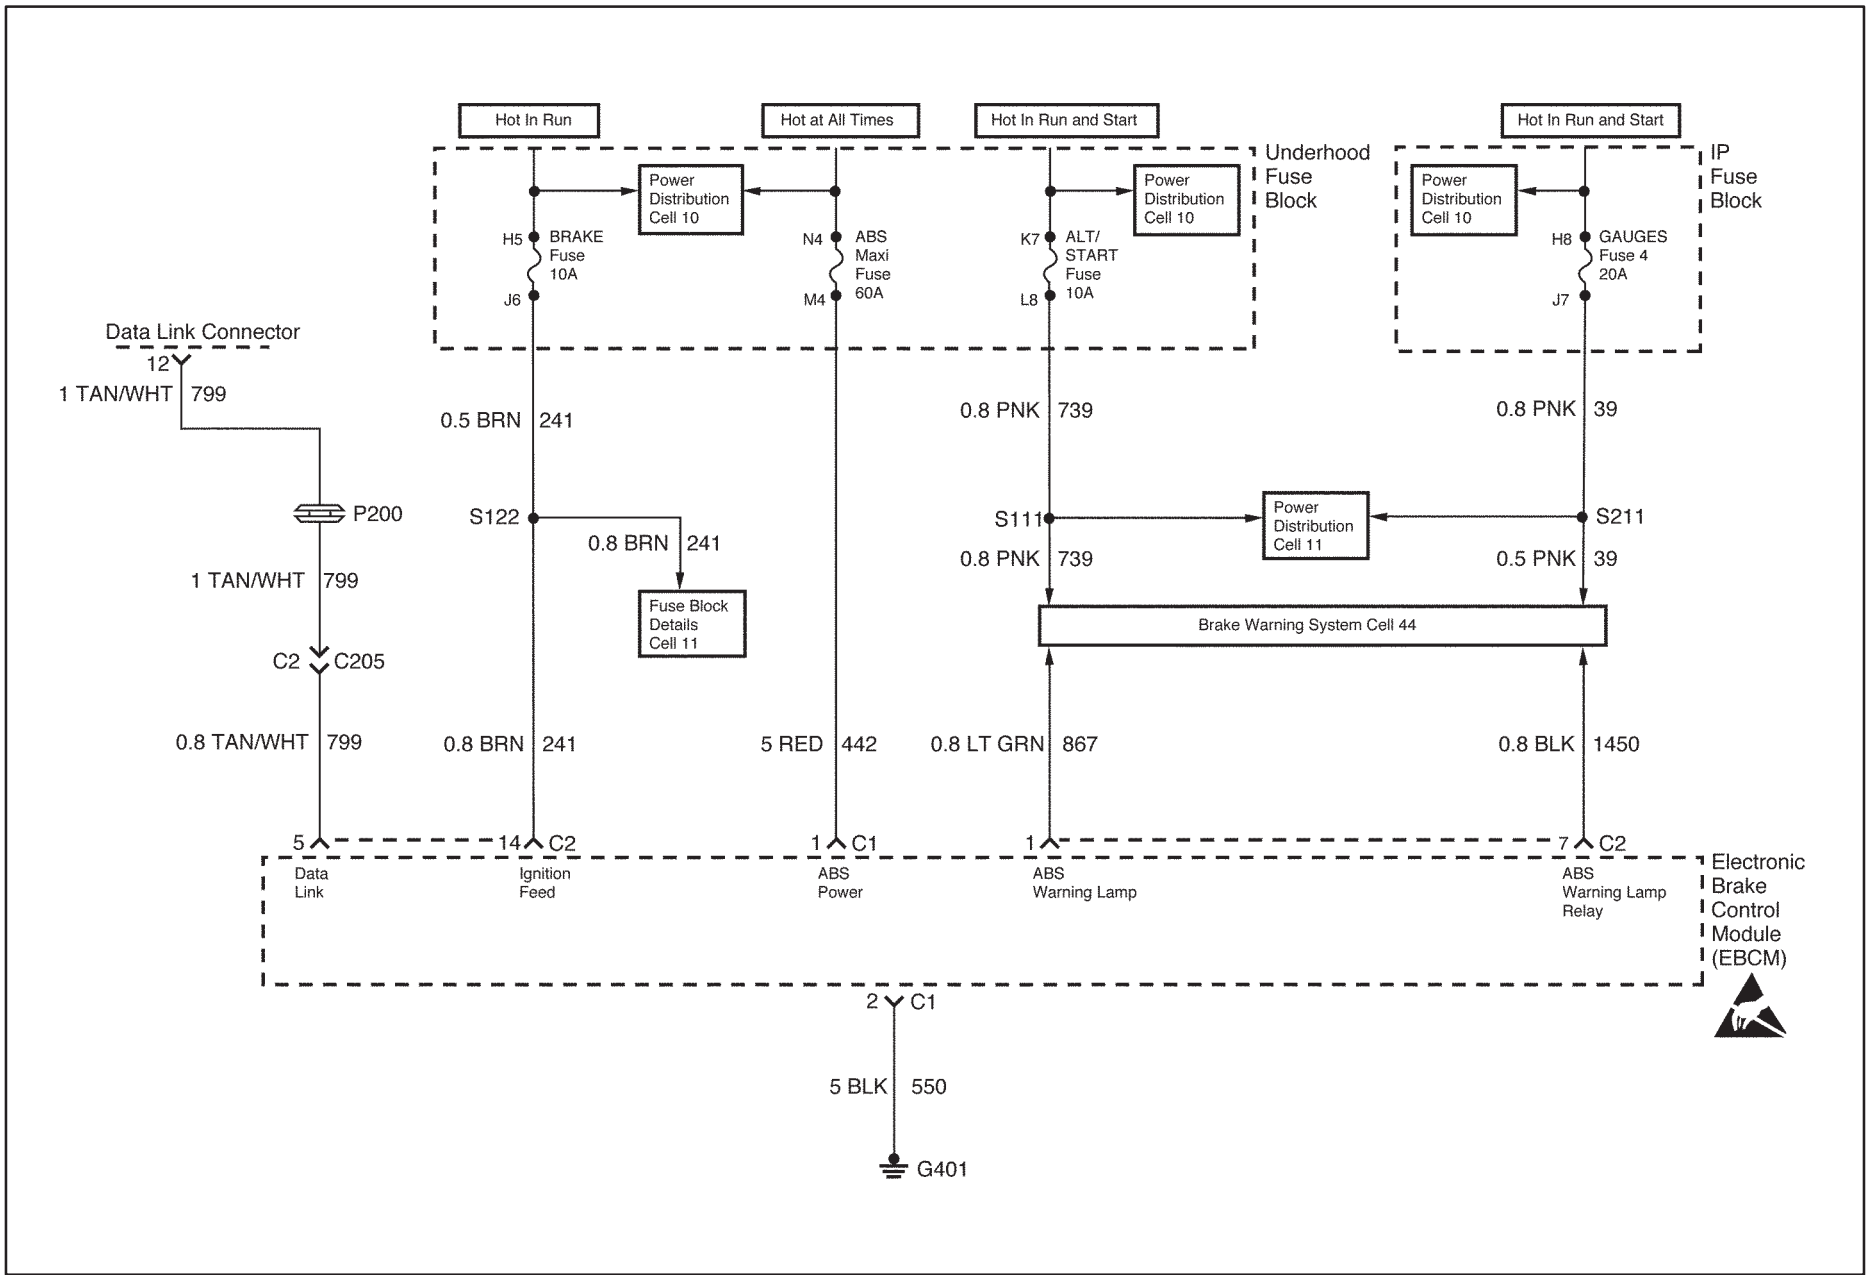 Hot In Run
Hot at All Times
Hot In Run and Start
Hot In Run and Start
Underhood
Fuse
Block
IP
Fuse
Block
Power
Distribution
Cell 10
Power
Distribution
Cell 10
Power
Distribution
Cell 10
H5
BRAKE
Fuse
10A
J6
N4
ABS
Maxi
Fuse
60A
M4
K7
ALT/
START
Fuse
10A
L8
H8
GAUGES
Fuse 4
20A
J7
Data Link Connector
12
1 TAN/WHT 799
0.5 BRN 241
0.8 PNK 739
0.8 PNK 39
P200
S122
0.8 BRN 241
S111
Power
Distribution
Cell 11
S211
0.8 PNK 739
0.5 PNK 39
1 TAN/WHT 799
Fuse Block
Details
Cell 11
Brake Warning System Cell 44
C2 C205
0.8 TAN/WHT 799
0.8 BRN 241
5 RED 442
0.8 LT GRN 867
0.8 BLK 1450
5
14 C2
1 C1
1
7 C2
Data
Link
Ignition
Feed
ABS
Power
ABS
Warning Lamp
ABS
Warning Lamp
Relay
Electronic
Brake
Control
Module
(EBCM)
2 C1
5 BLK 550
G401